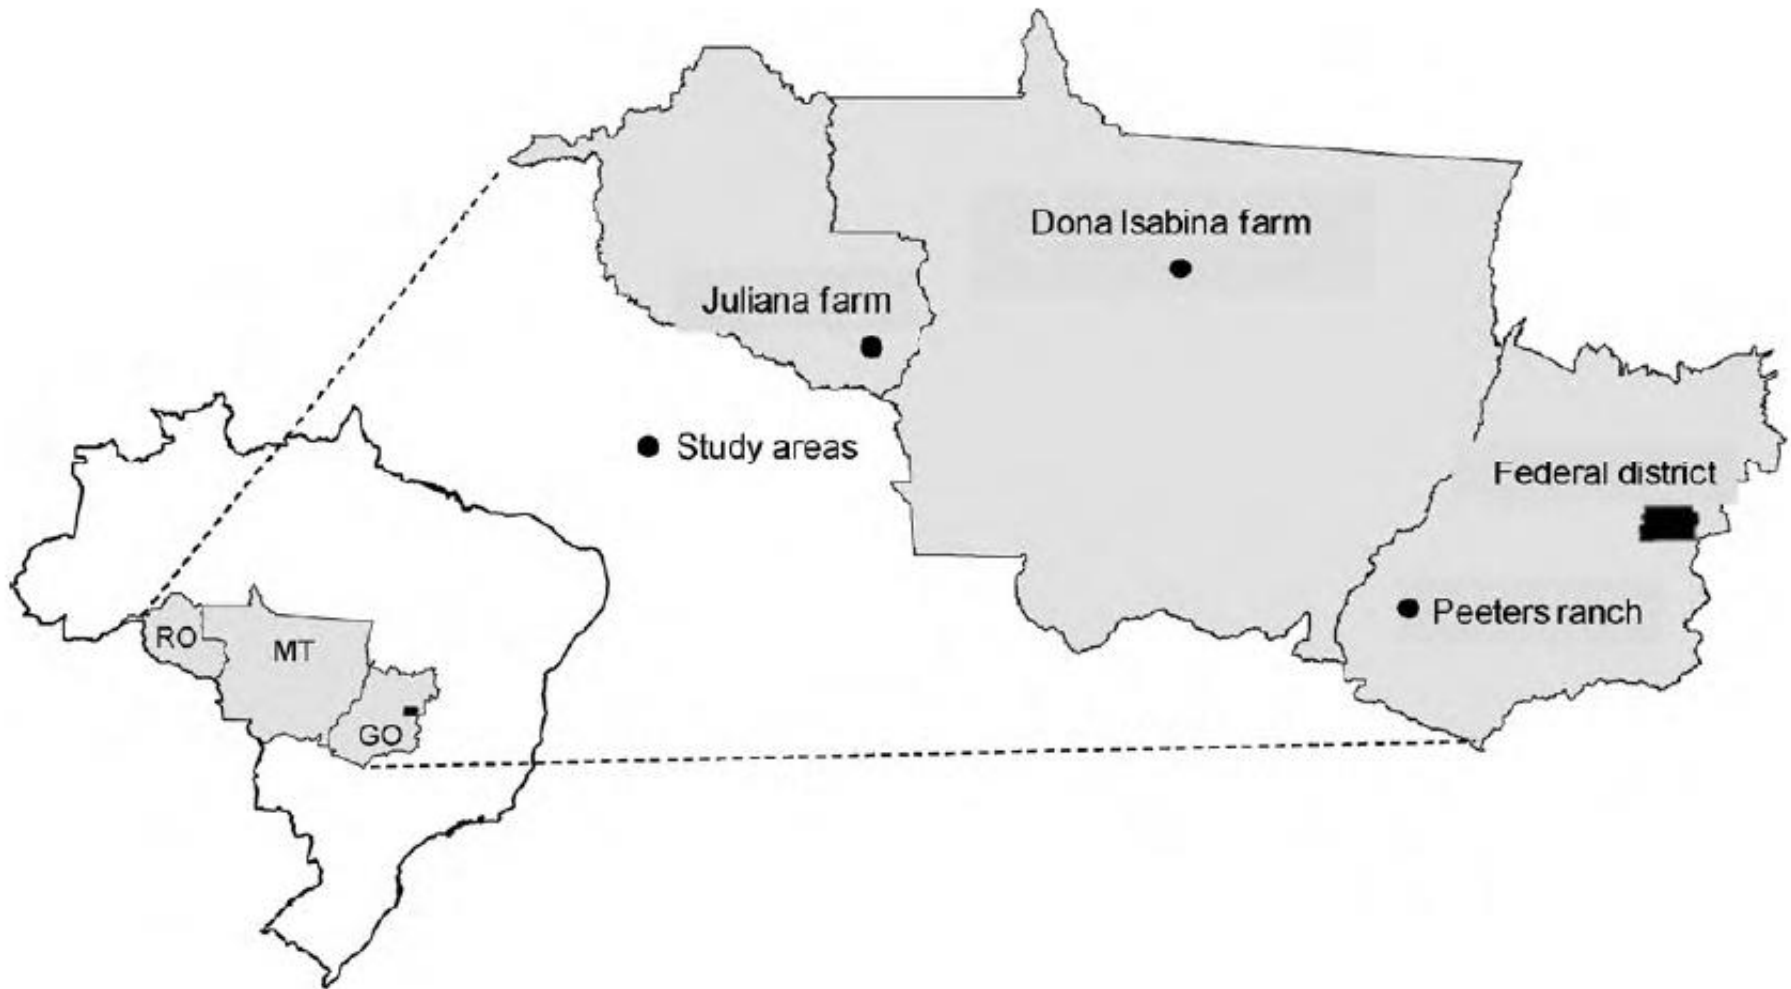 Dona Isabina farm
Juliana farm
Study areas
Federal district
Peeters ranch
RO
MT
GO